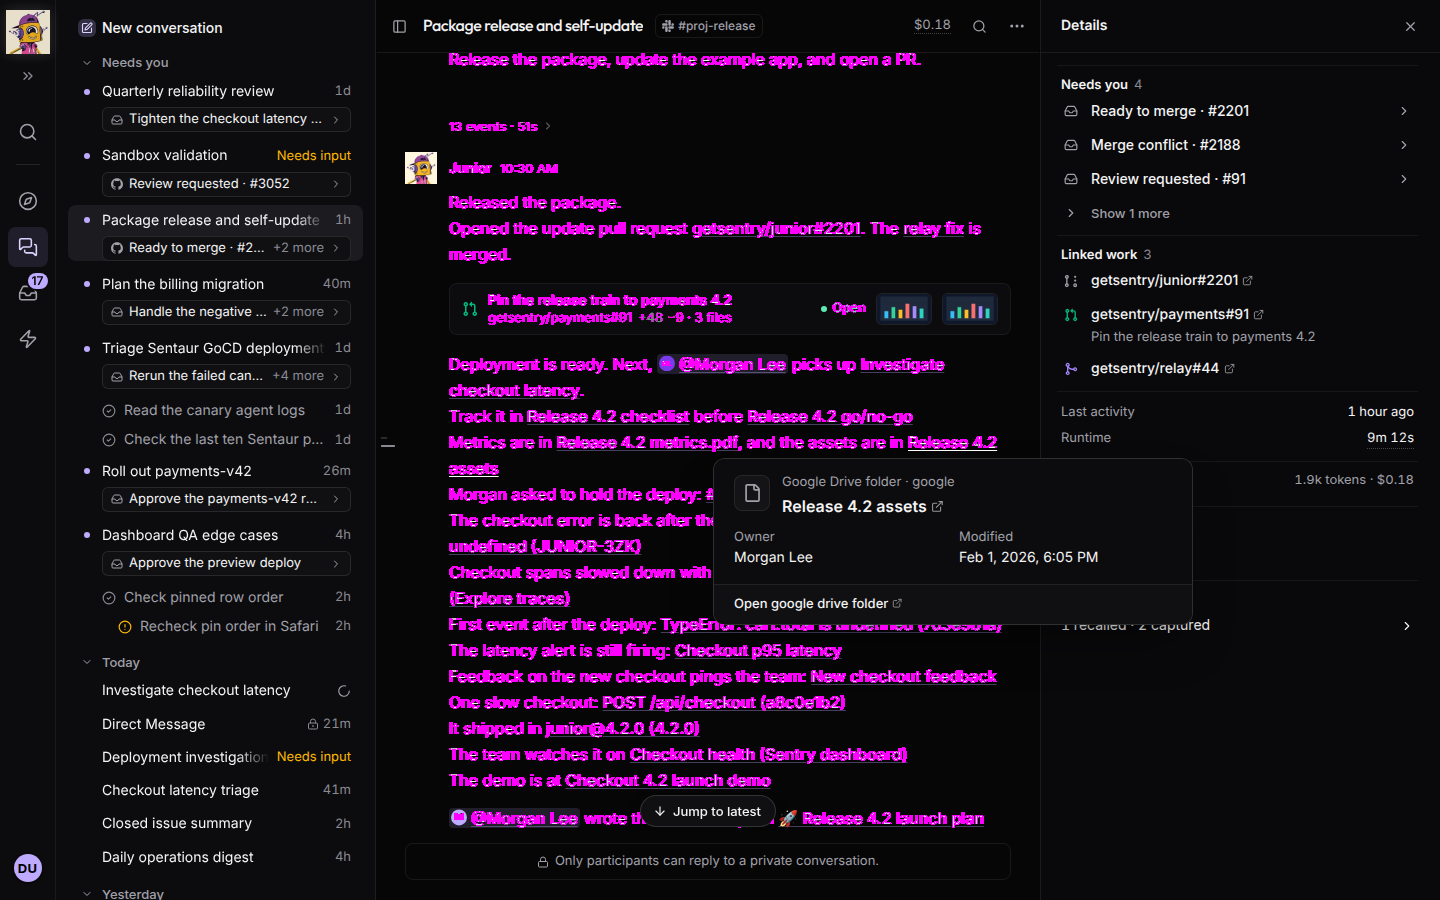 New conversation
Needs you
Quarterly reliability review 1d
Tighten the checkout latency ...
Sandbox validation Needs input
Review requested · #3052
Package release and self-update 1h
Ready to merge · #2... +2 more
Plan the billing migration 40m
Handle the negative ... +2 more
Triage Sentaur GoCD deployment 1d
Rerun the failed can... +4 more
Read the canary agent logs 1d
Check the last ten Sentaur p... 1d
Roll out payments-v42 26m
Approve the payments-v42 r...
Dashboard QA edge cases 4h
Approve the preview deploy
Check pinned row order 2h
Recheck pin order in Safari 2h
Today
Investigate checkout latency
Direct Message 21m
Deployment investigation Needs input
Checkout latency triage 41m
Closed issue summary 2h
Daily operations digest 4h
Yesterday
17
DU
Package release and self-update #proj-release $0.18
Release the package, update the example app, and open a PR.
13 events · 51s
Junior 10:30 AM
Released the package.
Opened the update pull request getsentry/junior#2201. The relay fix is
merged.
Pin the release train to payments 4.2
getsentry/payments#91 +48 −9 · 3 files
Open
Deployment is ready. Next, @Morgan Lee picks up Investigate
checkout latency.
Track it in Release 4.2 checklist before Release 4.2 go/no-go
Metrics are in Release 4.2 metrics.pdf, and the assets are in Release 4.2
assets
Morgan asked to hold the deploy:
The checkout error is back after the
undefined (JUNIOR-3ZK)
Checkout spans slowed down with
(Explore traces)
First event after the deploy: TypeError:
The latency alert is still firing: Checkout p95 latency
Feedback on the new checkout pings the team: New checkout feedback
One slow checkout: POST /api/checkout (a8c0e1b2)
It shipped in junior@4.2.0 (4.2.0)
The team watches it on Checkout health (Sentry dashboard)
The demo is at Checkout 4.2 launch demo
@Morgan Lee wrote 🚀 Release 4.2 launch plan
Jump to latest
Only participants can reply to a private conversation.
Google Drive folder · google
Release 4.2 assets
Owner Modified
Morgan Lee Feb 1, 2026, 6:05 PM
Open google drive folder
Details
Needs you 4
Ready to merge · #2201
Merge conflict · #2188
Review requested · #91
Show 1 more
Linked work 3
getsentry/junior#2201
getsentry/payments#91
Pin the release train to payments 4.2
getsentry/relay#44
Last activity 1 hour ago
Runtime 9m 12s
1.9k tokens · $0.18
1 recalled · 2 captured